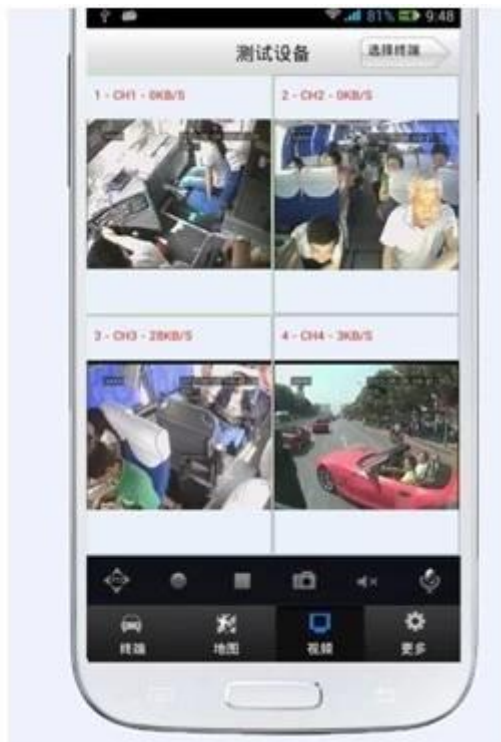 81% 9:48
测试设备
选择终端
1 - CH1 - 0KB/S
2 - CH2 - 0KB/S
3 - CH3 - 28KB/S
4 - CH4 - 3KB/S
终端
地图
视频
更多